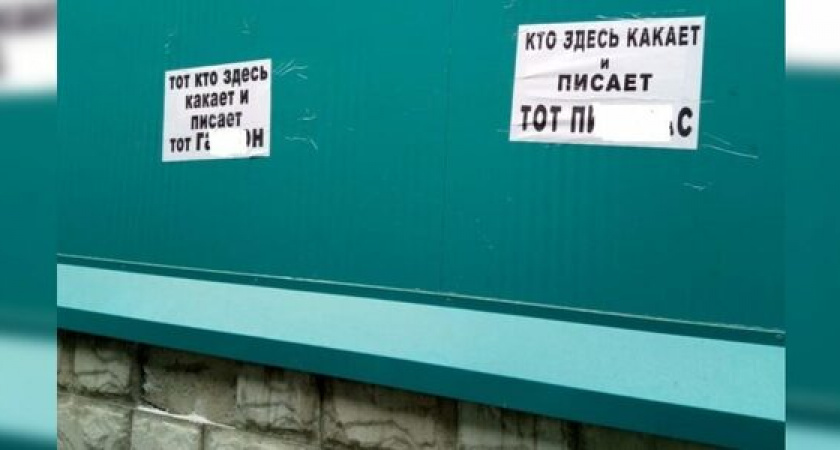 ТОТ КТО ЗДЕСЬ
какает и
писает
ТОТ
КТО ЗДЕСЬ КАКАЕТ
и
ПИСАЕТ
ТОТ